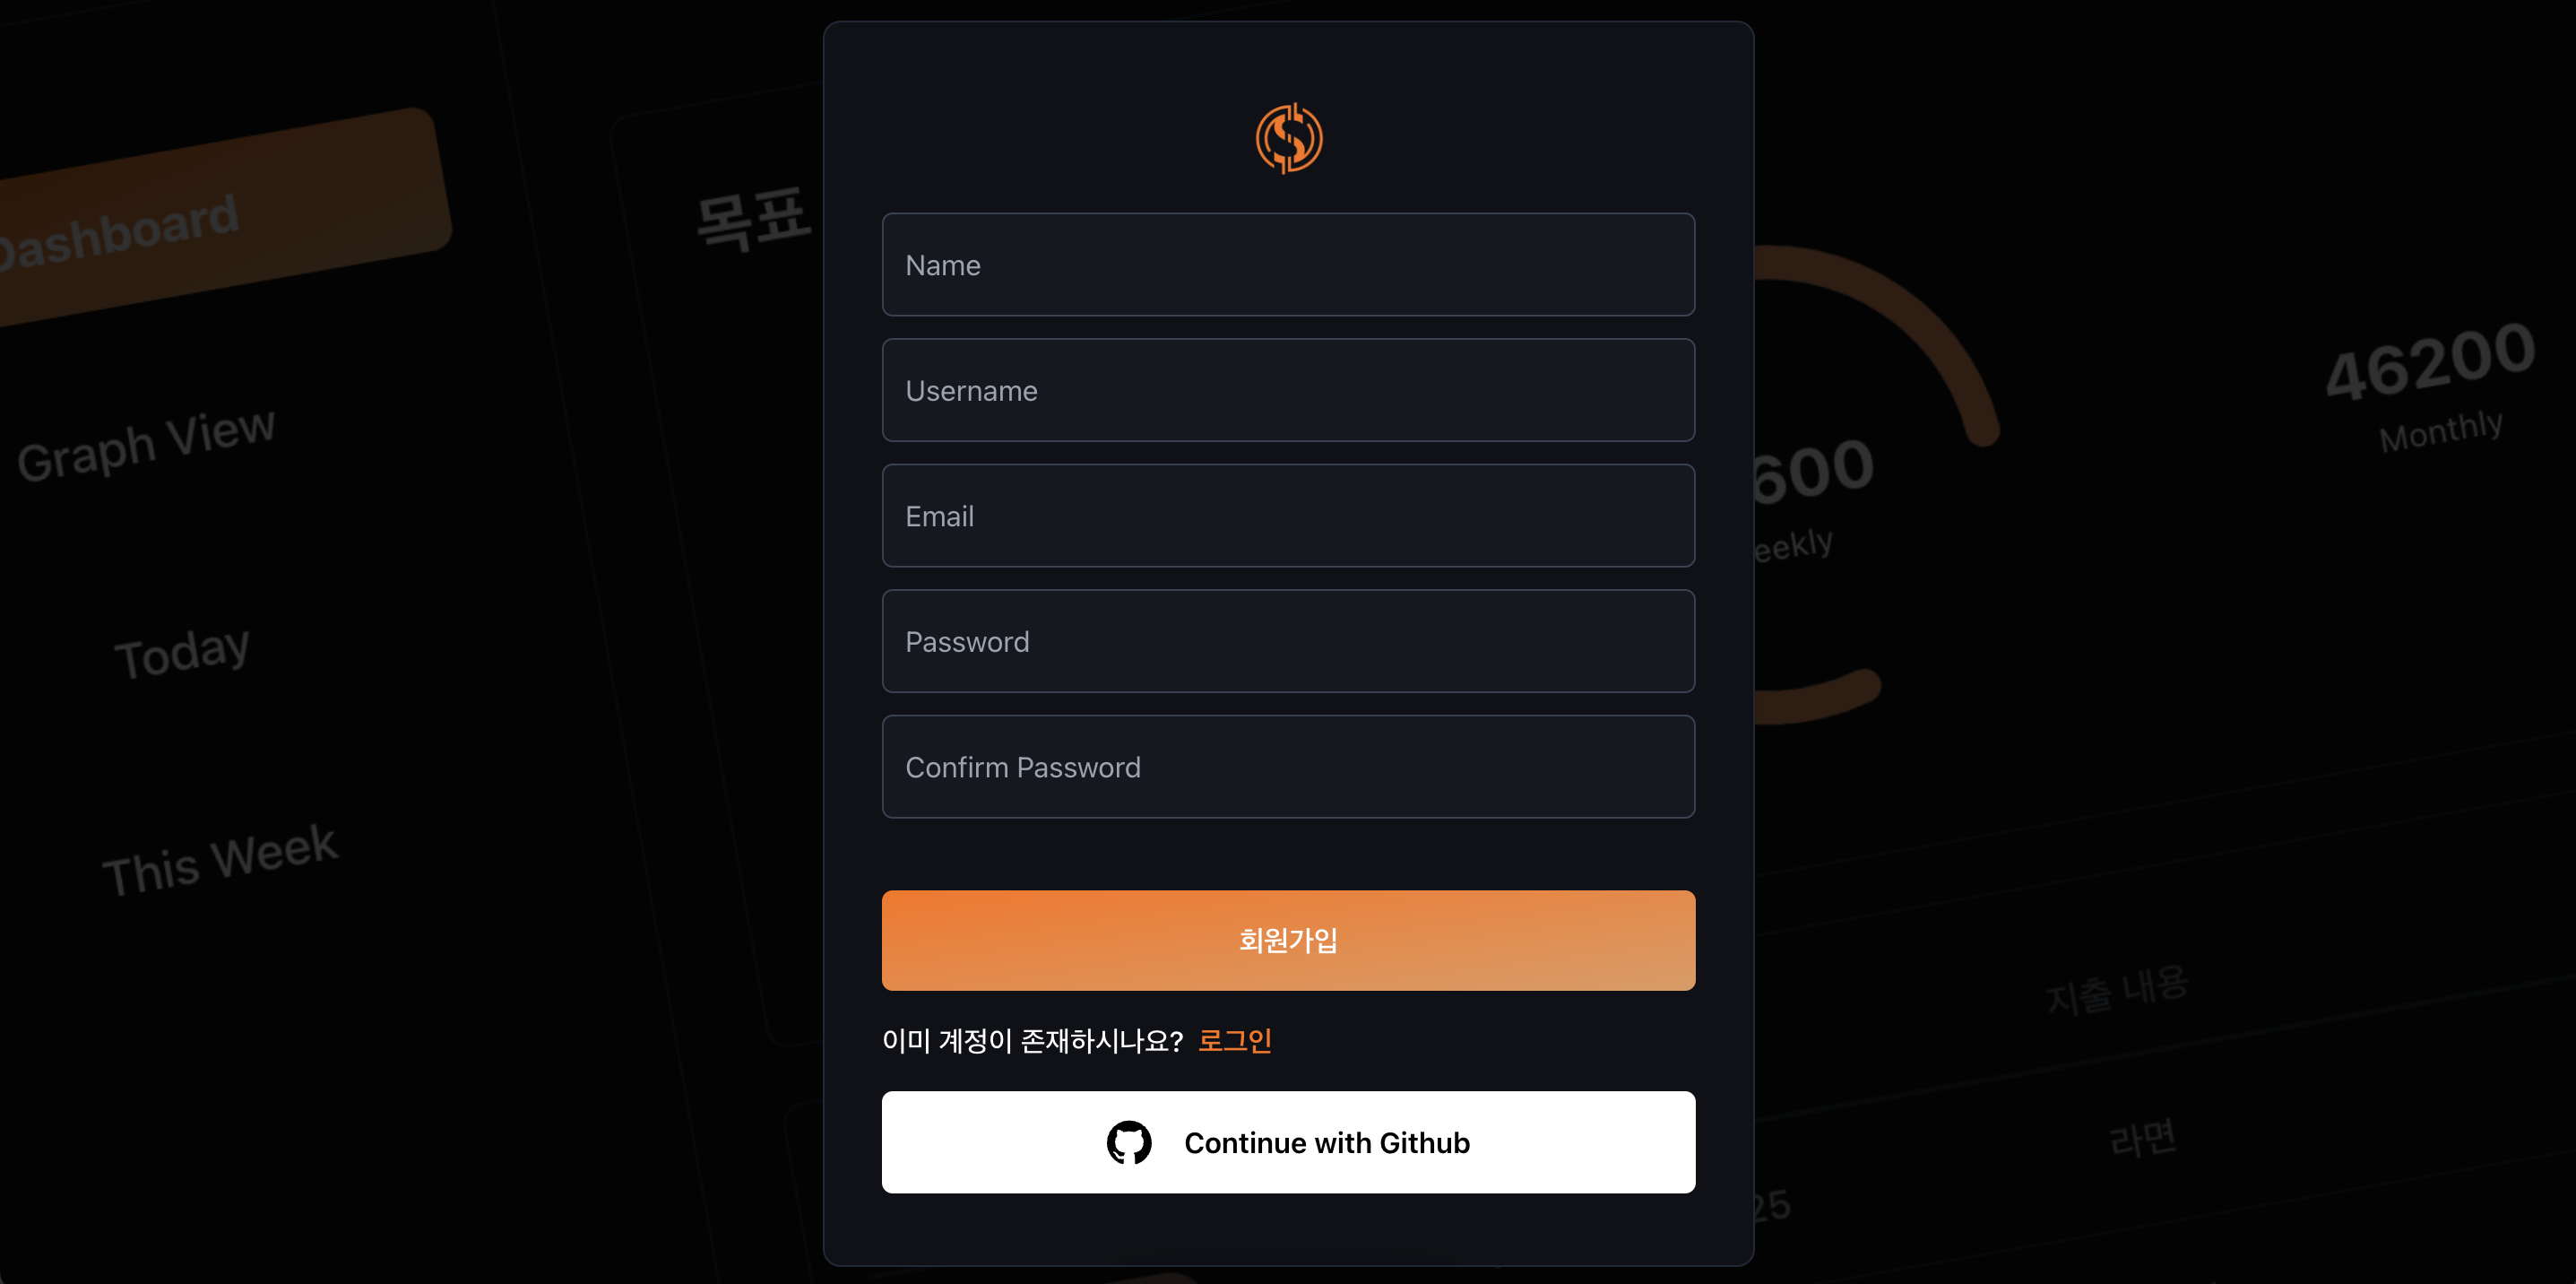 Dashboard
Graph View
Today
This Week
목표
Name
Username
Email
Password
Confirm Password
회원가입
이미 계정이 존재하시나요? 로그인
Continue with Github
600
eekly
46200
Monthly
지출 내용
라면
25